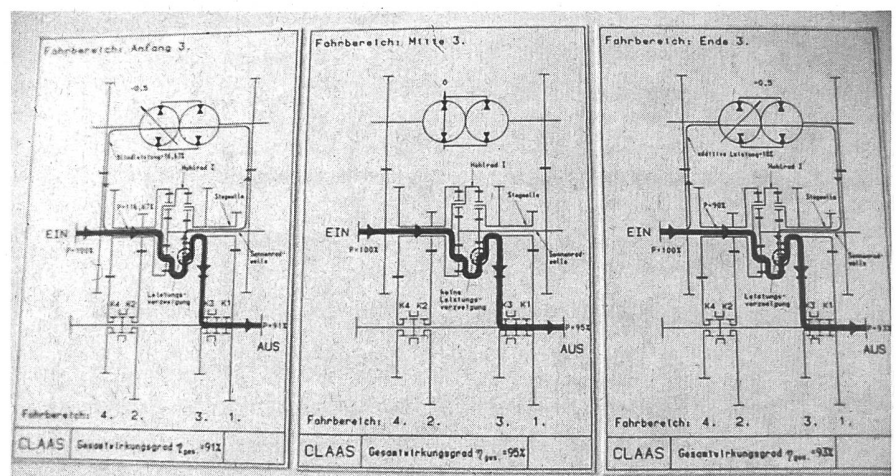 Fahrbereich: Anfang 3.
-0,5
Blindleistung=16,67%
Hohlrad I
Stegwelle
P=116,67%
EIN
P=100%
Sonnenrad-
welle
Leistungs-
verzweigung
K4 K2
K3 K1
P=91%
AUS
Fahrbereich: 4. 2. 3. 1.
CLAAS
Gesamtwirkungsgrad η ges. =91%
Fahrbereich: Mitte 3.
0
Hohlrad I
Stegwelle
EIN
P=100%
Sonnenrad-
welle
keine
Leistungs-
verzweigung
K4 K2
K3 K1
P=95%
AUS
Fahrbereich: 4. 2. 3. 1.
CLAAS
Gesamtwirkungsgrad η ges. =95%
Fahrbereich: Ende 3.
-0,5
additive Leistung=10%
Hohlrad I
Stegwelle
P=90%
EIN
P=100%
Sonnenrad-
welle
Leistungs-
verzweigung
K4 K2
K3 K1
P=93%
AUS
Fahrbereich: 4. 2. 3. 1.
CLAAS
Gesamtwirkungsgrad η ges. =93%